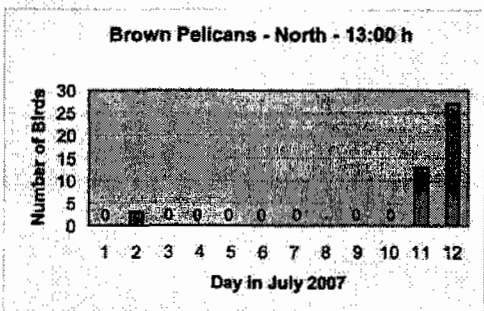 Brown Pelicans - North - 13:00 h
Number of Birds
30
25
20
15
10
5
0
0 0 0 0 0 0 0 0
1 2 3 4 5 6 7 8 9 10 11 12
Day in July 2007